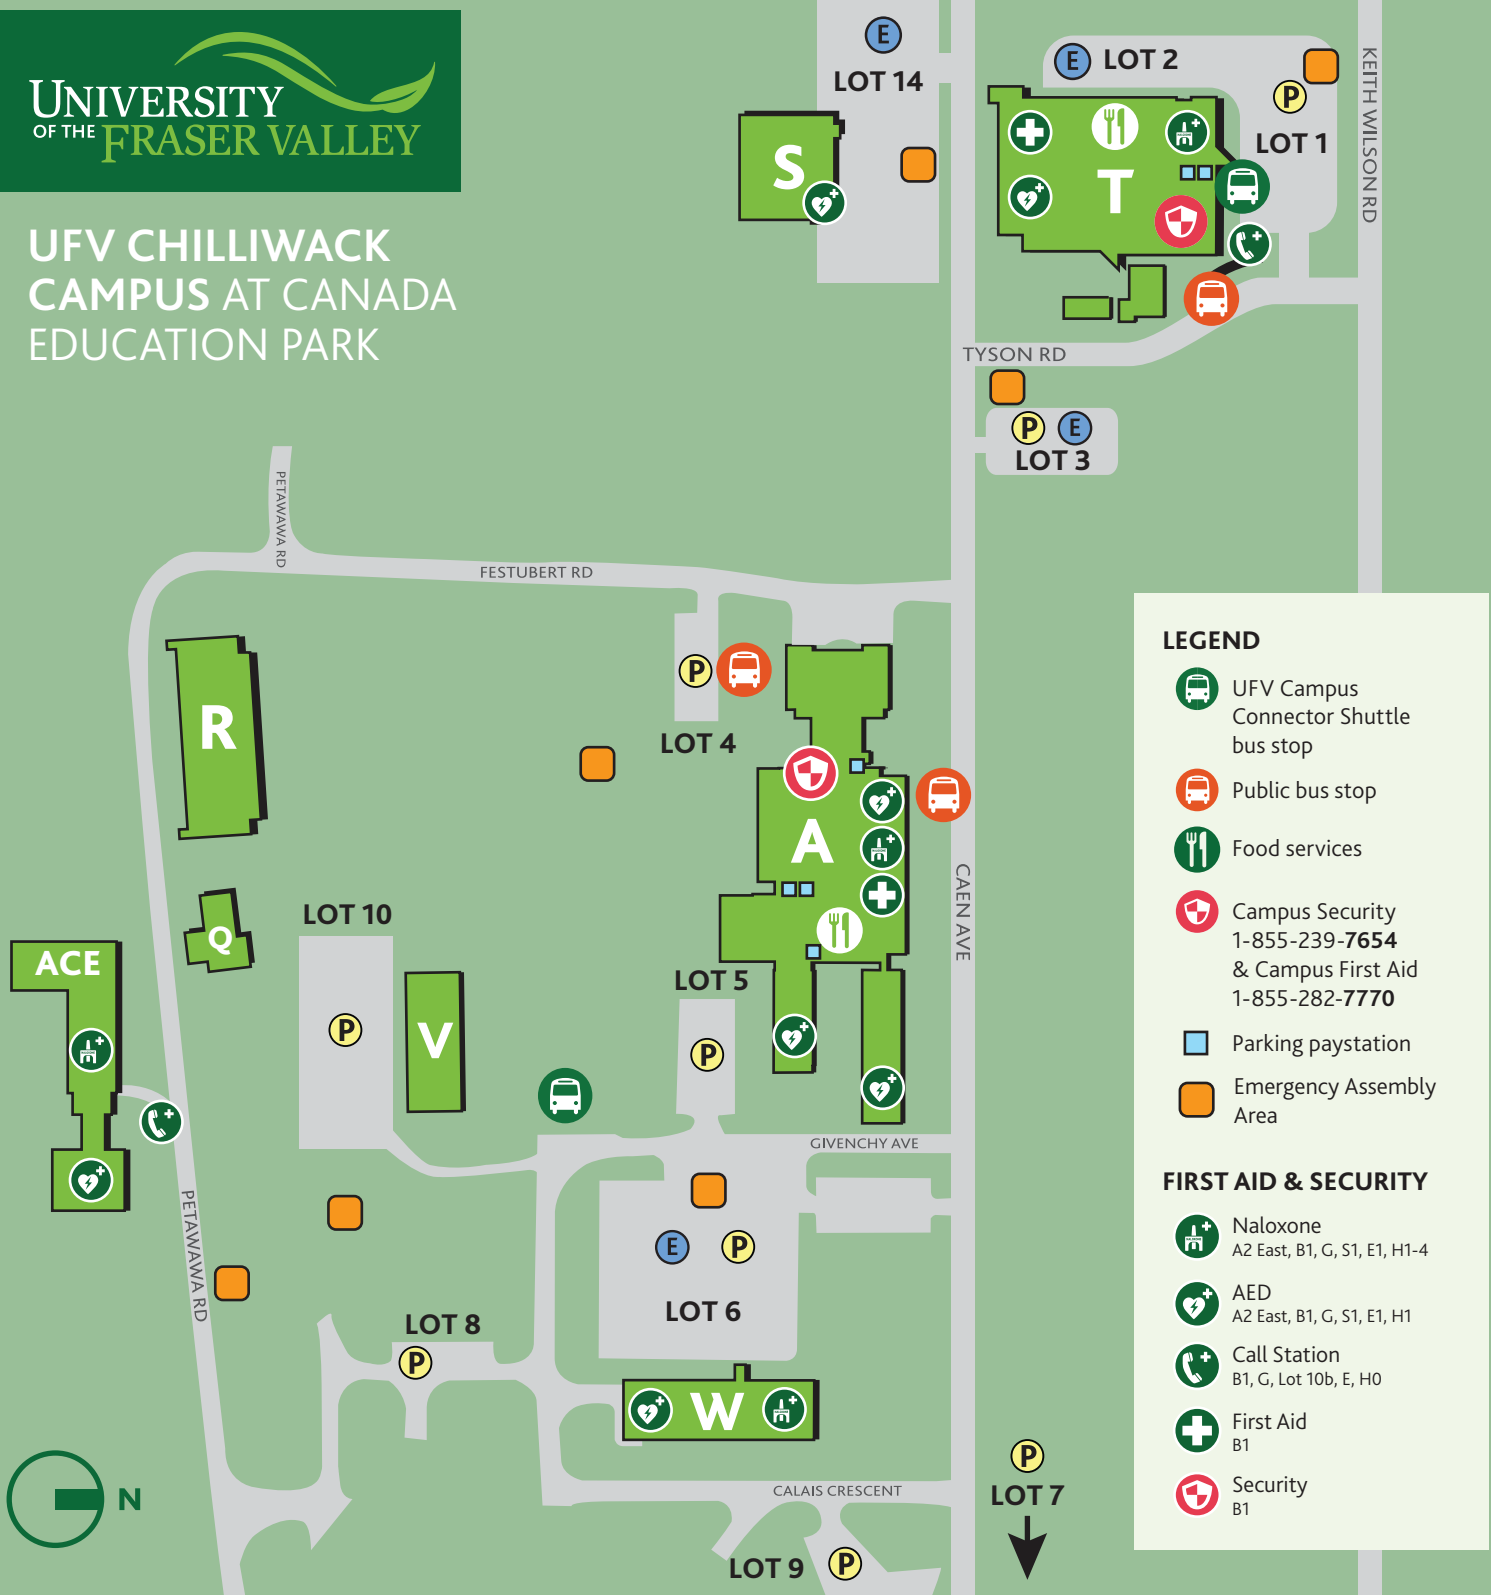 UNIVERSITY
OF THE FRASER VALLEY
UFV CHILLIWACK
CAMPUS AT CANADA
EDUCATION PARK
E
LOT 14
E LOT 2
P
LOT 1
KEITH WILSON RD
S
T
TYSON RD
P E
LOT 3
PETAWAWA RD
FESTUBERT RD
R
P
LOT 4
A
CAEN AVE
Q
ACE
LOT 10
P
V
LOT 5
P
GIVENCHY AVE
PETAWAWA RD
E P
LOT 6
LOT 8
P
W
N
CALAIS CRESCENT
P
LOT 7
LOT 9 P
LEGEND
UFV Campus
Connector Shuttle
bus stop
Public bus stop
Food services
Campus Security
1-855-239-7654
& Campus First Aid
1-855-282-7770
Parking paystation
Emergency Assembly
Area
FIRST AID & SECURITY
Naloxone
A2 East, B1, G, S1, E1, H1-4
AED
A2 East, B1, G, S1, E1, H1
Call Station
B1, G, Lot 10b, E, H0
First Aid
B1
Security
B1